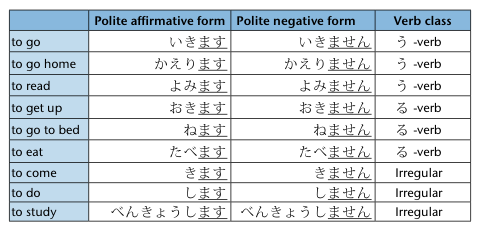 Polite affirmative form Polite negative form Verb class
to go いきます いきません う -verb
to go home かえります かえりません う -verb
to read よみます よみません う -verb
to get up おきます おきません る -verb
to go to bed ねます ねません る -verb
to eat たべます たべません る -verb
to come きます きません Irregular
to do します しません Irregular
to study べんきょうします べんきょうしません Irregular